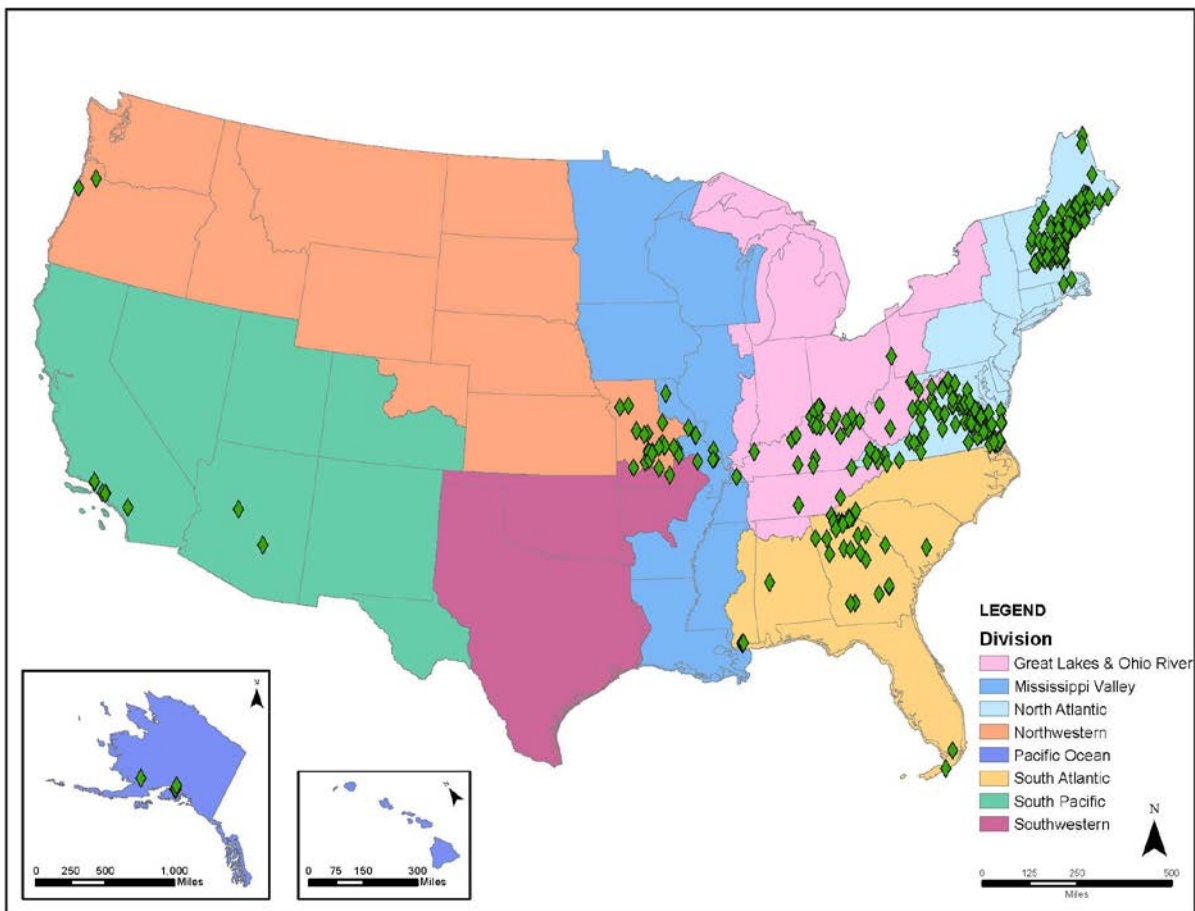 LEGEND
Division
Great Lakes & Ohio River
Mississippi Valley
North Atlantic
Northwestern
Pacific Ocean
South Atlantic
South Pacific
Southwestern
N
0 125 250 500
Miles
N
0 250 500 1,000
Miles
0 75 150 300
Miles